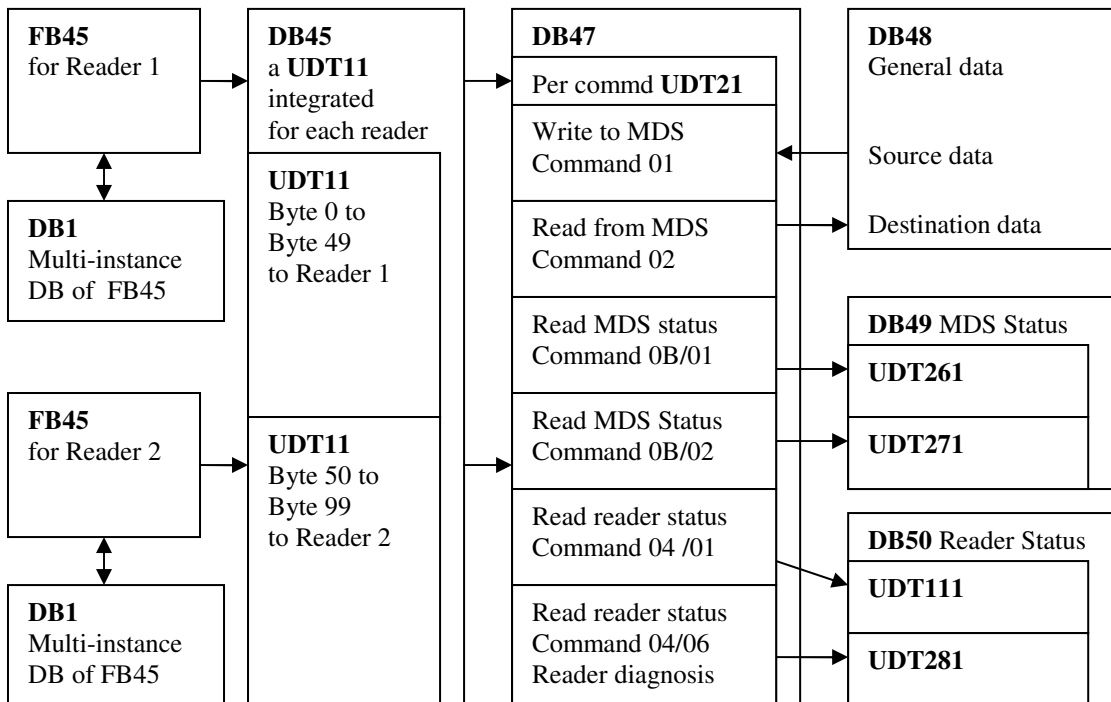 FB45
for Reader 1
DB1
Multi-instance
DB of FB45
FB45
for Reader 2
DB1
Multi-instance
DB of FB45
DB45
a UDT11
integrated
for each reader
UDT11
Byte 0 to
Byte 49
to Reader 1
UDT11
Byte 50 to
Byte 99
to Reader 2
DB47
Per commd UDT21
Write to MDS
Command 01
Read from MDS
Command 02
Read MDS status
Command 0B/01
Read MDS Status
Command 0B/02
Read reader status
Command 04 /01
Read reader status
Command 04/06
Reader diagnosis
DB48
General data
Source data
Destination data
DB49 MDS Status
UDT261
UDT271
DB50 Reader Status
UDT111
UDT281